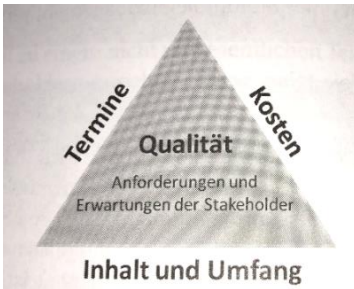 Termine
Kosten
Qualität
Anforderungen und
Erwartungen der Stakeholder
Inhalt und Umfang